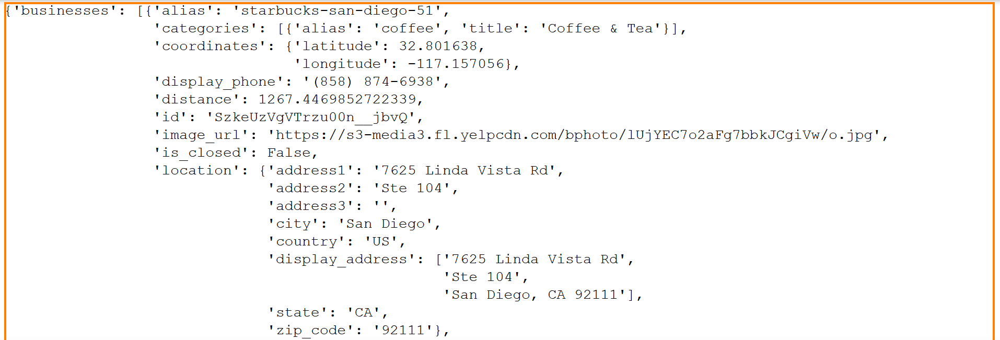 {'businesses': [{'alias': 'starbucks-san-diego-51',
'categories': [{'alias': 'coffee', 'title': 'Coffee & Tea'}],
'coordinates': {'latitude': 32.801638,
'longitude': -117.157056},
'display_phone': '(858) 874-6938',
'distance': 1267.4469852722339,
'id': 'SzkeUzVgVTrzu00n__jbvQ',
'image_url': 'https://s3-media3.fl.yelpcdn.com/bphoto/lUjYEC7o2aFg7bbkJCgiVw/o.jpg',
'is_closed': False,
'location': {'address1': '7625 Linda Vista Rd',
'address2': 'Ste 104',
'address3': '',
'city': 'San Diego',
'country': 'US',
'display_address': ['7625 Linda Vista Rd',
'Ste 104',
'San Diego, CA 92111'],
'state': 'CA',
'zip_code': '92111'},